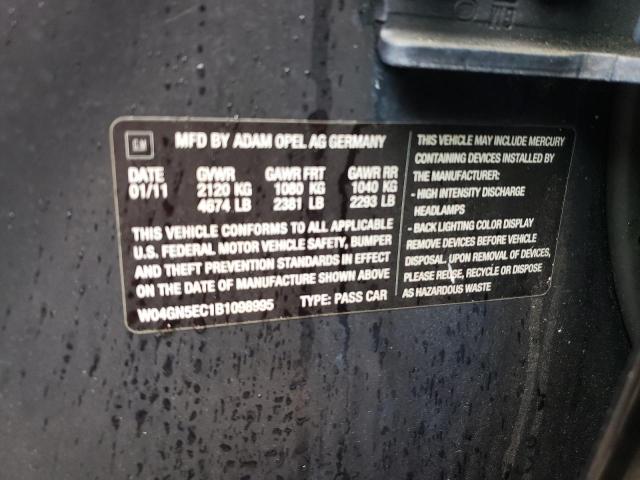 GM
MFD BY ADAM OPEL AG GERMANY
DATE GVWR GAWR FRT GAWR RR
01/11 2120 KG 1080 KG 1040 KG
4674 LB 2381 LB 2293 LB
THIS VEHICLE CONFORMS TO ALL APPLICABLE
U.S. FEDERAL MOTOR VEHICLE SAFETY, BUMPER
AND THEFT PREVENTION STANDARDS IN EFFECT
ON THE DATE OF MANUFACTURE SHOWN ABOVE
W04GN5EC1B1098995 TYPE: PASS CAR
THIS VEHICLE MAY INCLUDE MERCURY
CONTAINING DEVICES INSTALLED BY
THE MANUFACTURER:
- HIGH INTENSITY DISCHARGE
HEADLAMPS
- BACK LIGHTING COLOR DISPLAY
REMOVE DEVICES BEFORE VEHICLE
DISPOSAL. UPON REMOVAL OF DEVICES,
PLEASE REUSE, RECYCLE OR DISPOSE
AS HAZARDOUS WASTE